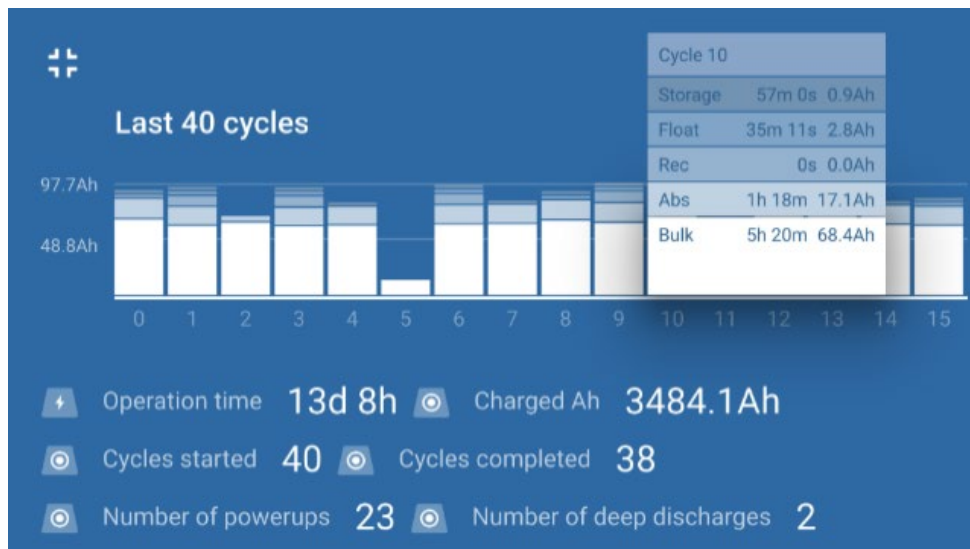 Cycle 10
Storage 57m 0s 0.9Ah
Float 35m 11s 2.8Ah
Rec 0s 0.0Ah
Abs 1h 18m 17.1Ah
Bulk 5h 20m 68.4Ah
Last 40 cycles
97.7Ah
48.8Ah
0 1 2 3 4 5 6 7 8 9 10 11 12 13 14 15
Operation time 13d 8h Charged Ah 3484.1Ah
Cycles started 40 Cycles completed 38
Number of powerups 23 Number of deep discharges 2